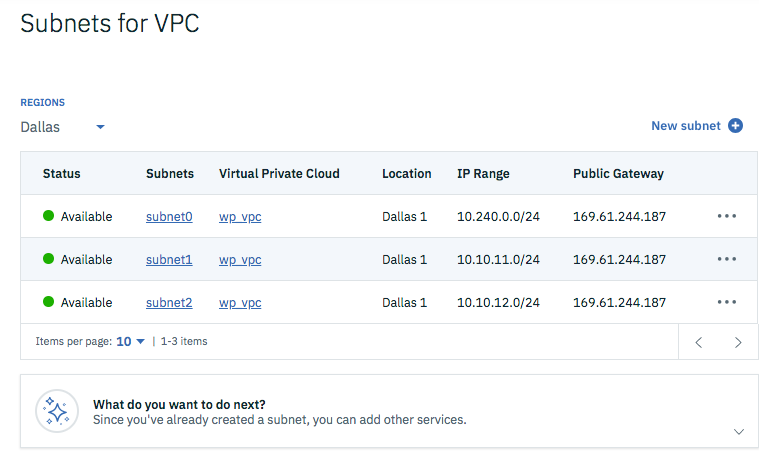 Subnets for VPC
REGIONS
Dallas
New subnet
Status Subnets Virtual Private Cloud Location IP Range Public Gateway
Available subnet0 wp_vpc Dallas 1 10.240.0.0/24 169.61.244.187
Available subnet1 wp_vpc Dallas 1 10.10.11.0/24 169.61.244.187
Available subnet2 wp_vpc Dallas 1 10.10.12.0/24 169.61.244.187
Items per page: 10 | 1-3 items
What do you want to do next?
Since you've already created a subnet, you can add other services.